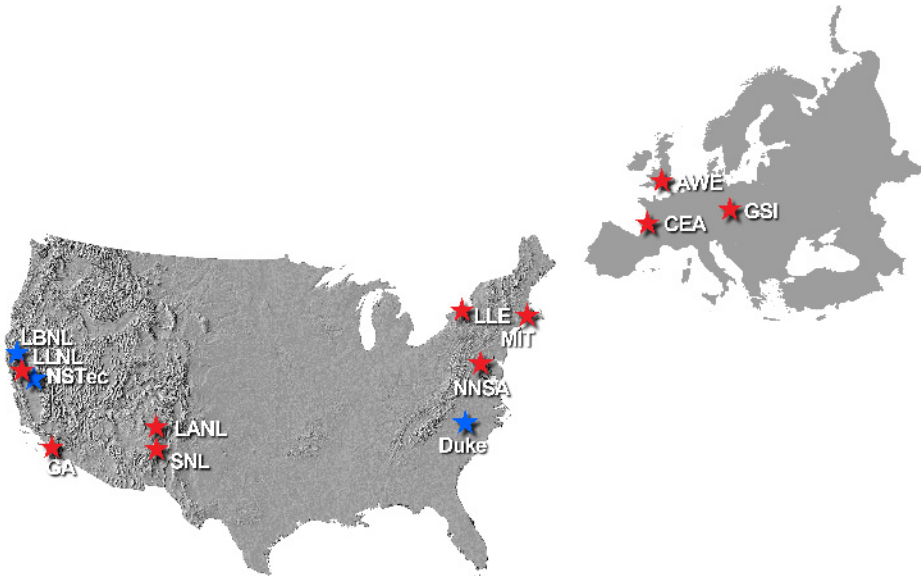 AWE
GSI
CEA
LLE
MIT
LBNL
LLNL
NSTec
NNSA
LANL
Duke
SNL
GA